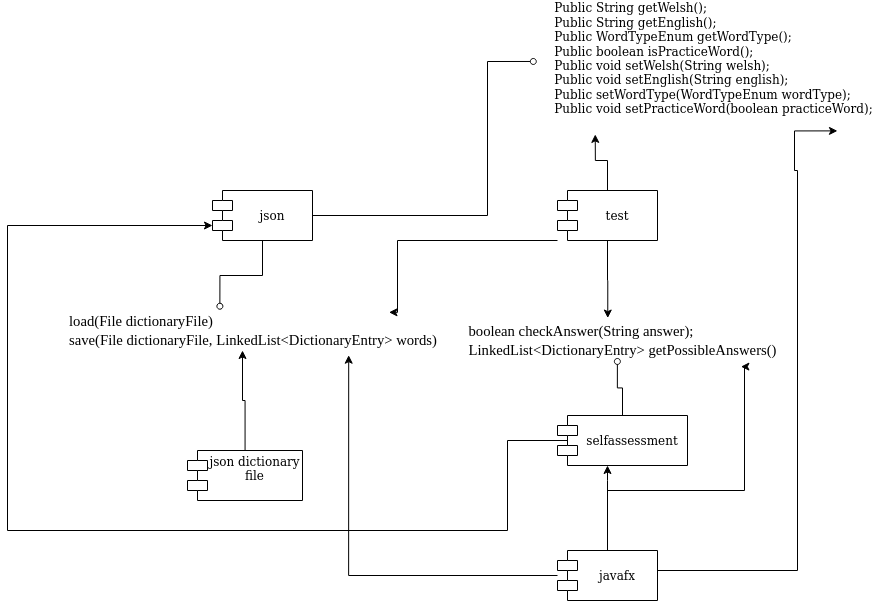 Public String getWelsh();
Public String getEnglish();
Public WordTypeEnum getWordType();
Public boolean isPracticeWord();
Public void setWelsh(String welsh);
Public void setEnglish(String english);
Public setWordType(WordTypeEnum wordType);
Public void setPracticeWord(boolean practiceWord);
json
test
load(File dictionaryFile)
save(File dictionaryFile, LinkedList<DictionaryEntry> words)
boolean checkAnswer(String answer);
LinkedList<DictionaryEntry> getPossibleAnswers()
selfassessment
json dictionary
file
javafx